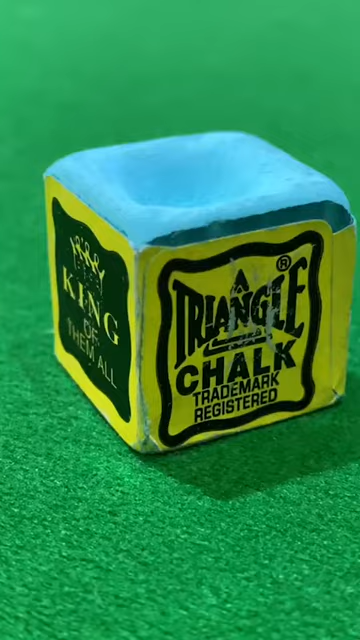 KING
OF
THEM ALL
TRIANGLE ®
CHALK
TRADEMARK
REGISTERED